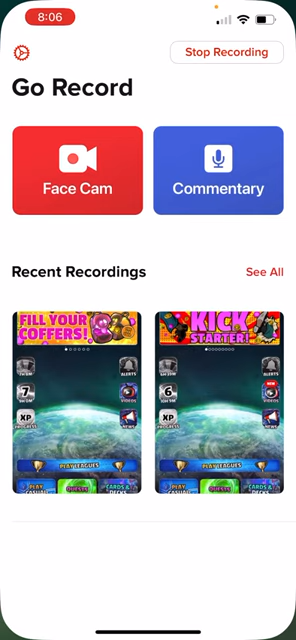 8:06
Stop Recording
Go Record
Face Cam
Commentary
Recent Recordings
See All
FILL YOUR
COFFERS!
ALERTS
7
VIDEOS
XP
PROGRESS
NEWS
PLAY LEAGUES
PLAY
CASUAL
QUESTS
CARDS &
DECKS
KICK
STARTER!
ALERTS
6
NEW
VIDEOS
XP
PROGRESS
NEWS
PLAY LEAGUES
PLAY
CASUAL
QUESTS
CARDS &
DECKS